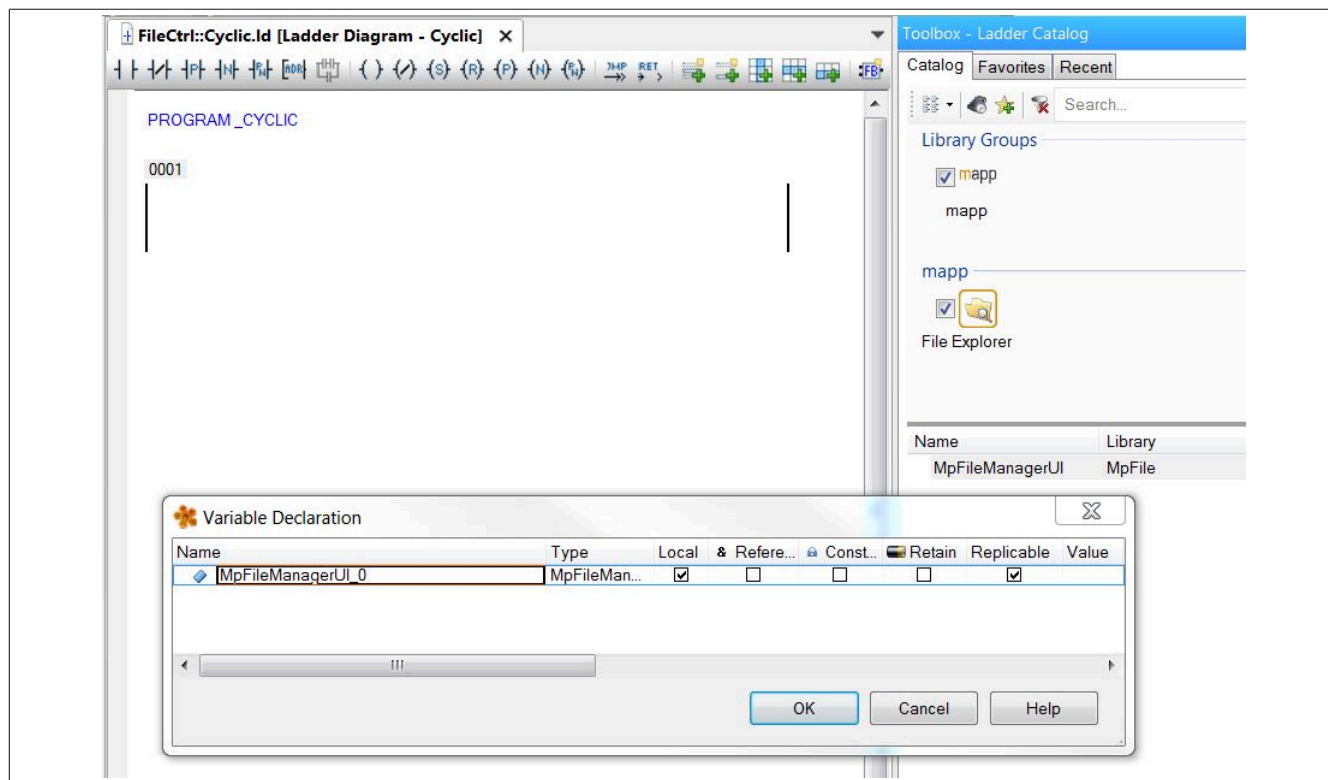 FileCtrl::Cyclic.ld [Ladder Diagram - Cyclic] X
PROGRAM _CYCLIC
0001
Toolbox - Ladder Catalog
Catalog Favorites Recent
Search...
Library Groups
mapp
mapp
mapp
File Explorer
Name Library
MpFileManagerUI MpFile
Variable Declaration
Name Type Local & Refere... Const... Retain Replicable Value
MpFileManagerUI_0 MpFileMan...
OK Cancel Help